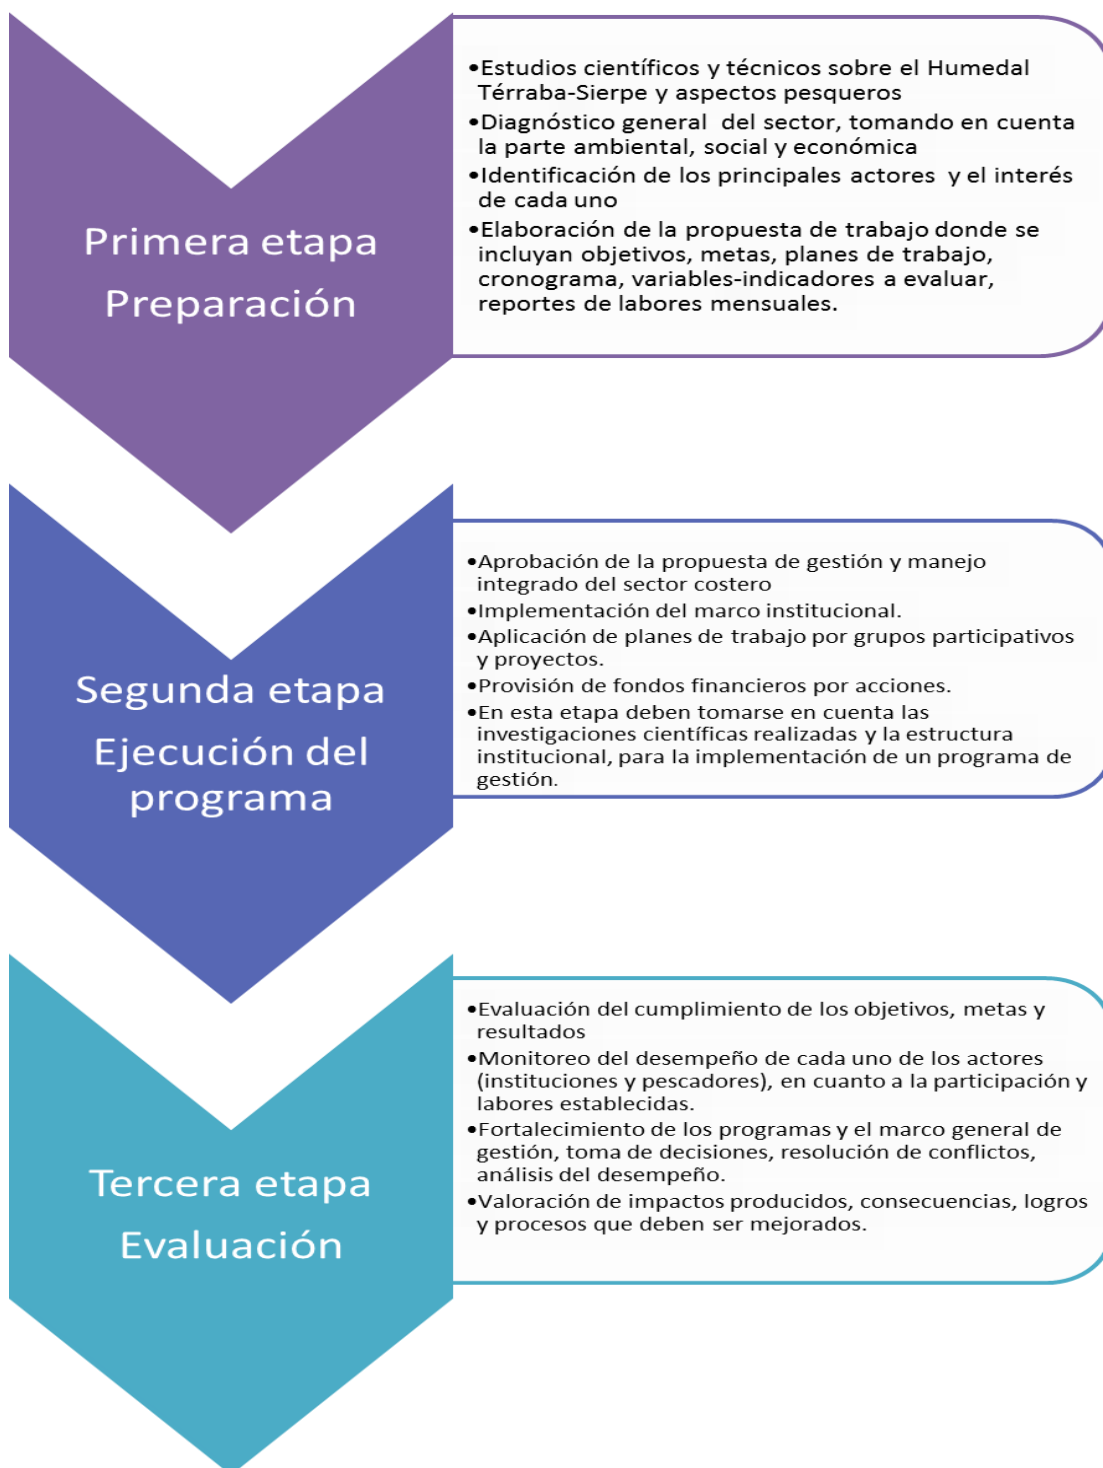 Primera etapa
Preparación
•Estudios científicos y técnicos sobre el Humedal
Térraba-Sierpe y aspectos pesqueros
•Diagnóstico general del sector, tomando en cuenta
la parte ambiental, social y económica
•Identificación de los principales actores y el interés
de cada uno
•Elaboración de la propuesta de trabajo donde se
incluyan objetivos, metas, planes de trabajo,
cronograma, variables-indicadores a evaluar,
reportes de labores mensuales.
Segunda etapa
Ejecución del
programa
•Aprobación de la propuesta de gestión y manejo
integrado del sector costero
•Implementación del marco institucional.
•Aplicación de planes de trabajo por grupos participativos
y proyectos.
•Provisión de fondos financieros por acciones.
•En esta etapa deben tomarse en cuenta las
investigaciones científicas realizadas y la estructura
institucional, para la implementación de un programa de
gestión.
Tercera etapa
Evaluación
•Evaluación del cumplimiento de los objetivos, metas y
resultados
•Monitoreo del desempeño de cada uno de los actores
(instituciones y pescadores), en cuanto a la participación y
labores establecidas.
•Fortalecimiento de los programas y el marco general de
gestión, toma de decisiones, resolución de conflictos,
análisis del desempeño.
•Valoración de impactos producidos, consecuencias, logros
y procesos que deben ser mejorados.